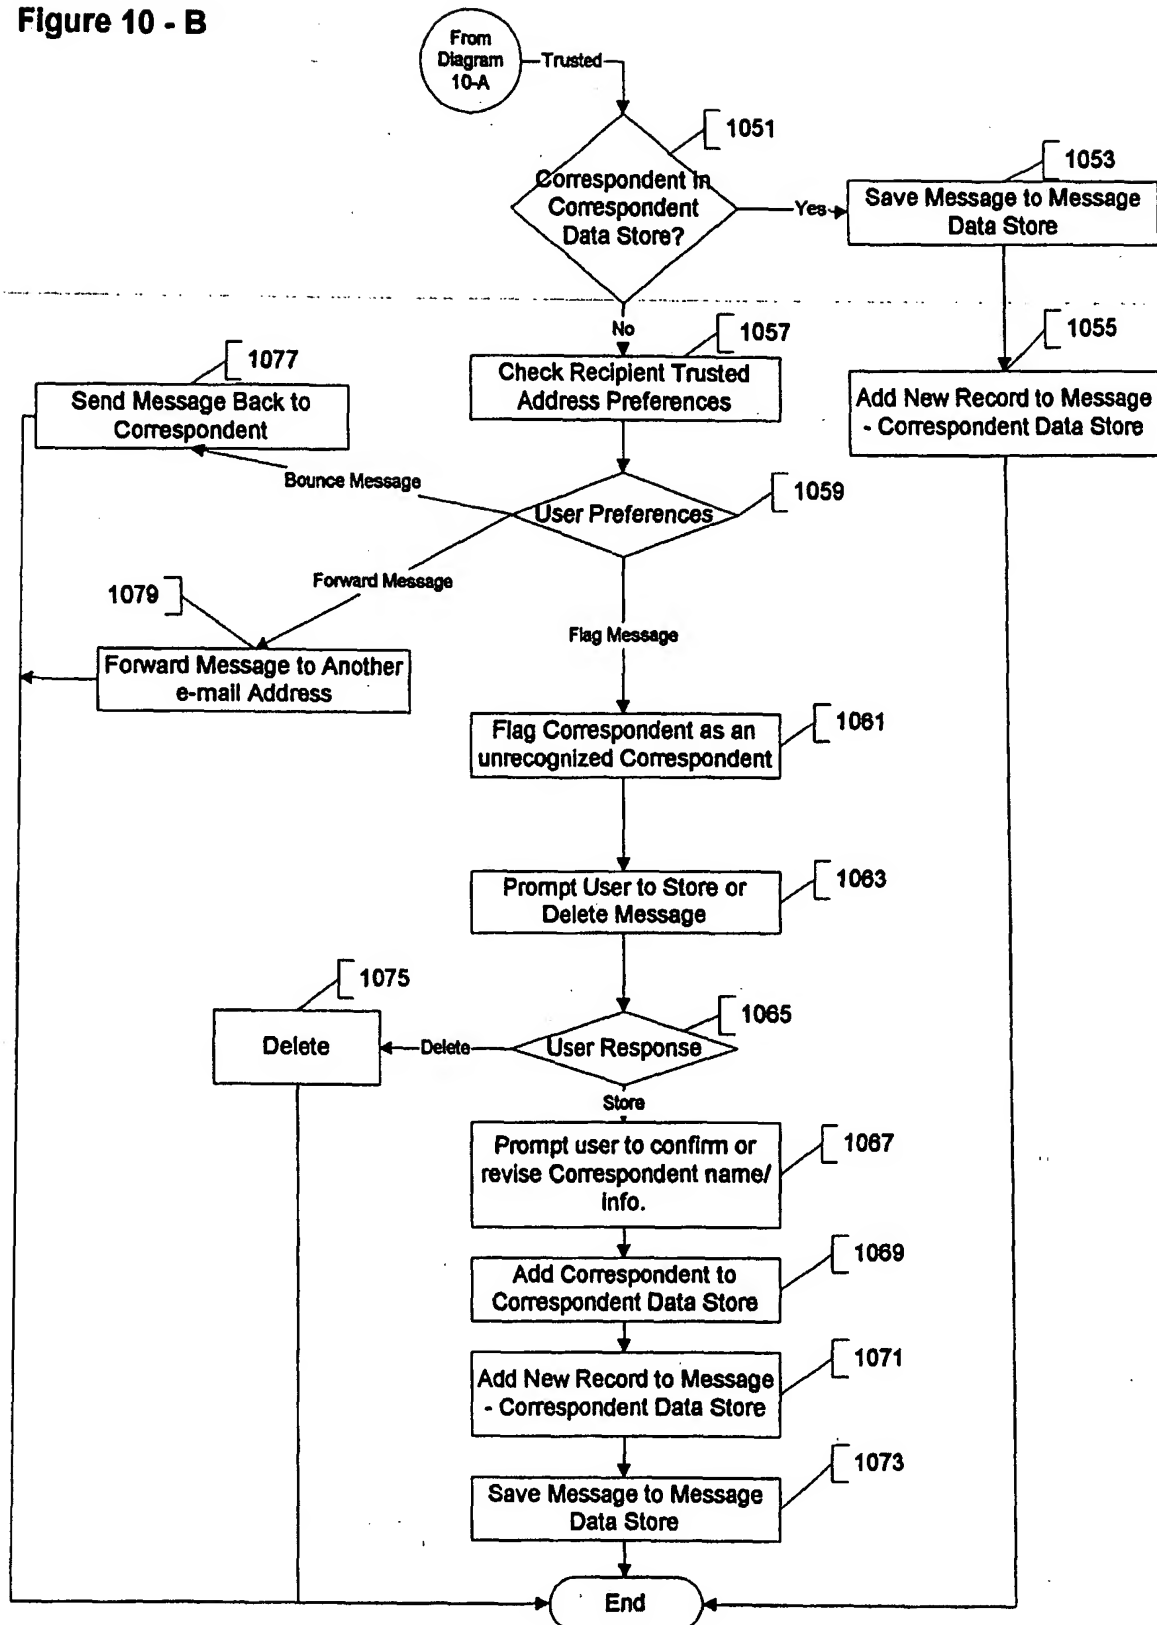 Figure 10 - B
From
Diagram
10-A
Trusted
1051
Correspondent in
Correspondent
Data Store?
Yes
1053
Save Message to Message
Data Store
No
1057
Check Recipient Trusted
Address Preferences
1055
Add New Record to Message
- Correspondent Data Store
1077
Send Message Back to
Correspondent
Bounce Message
User Preferences
1059
Forward Message
1079
Forward Message to Another
e-mail Address
Flag Message
Flag Correspondent as an
unrecognized Correspondent
1061
Prompt User to Store or
Delete Message
1063
1075
Delete
Delete
User Response
1065
Store
Prompt user to confirm or
revise Correspondent name/
info.
1067
Add Correspondent to
Correspondent Data Store
1069
Add New Record to Message
- Correspondent Data Store
1071
Save Message to Message
Data Store
1073
End